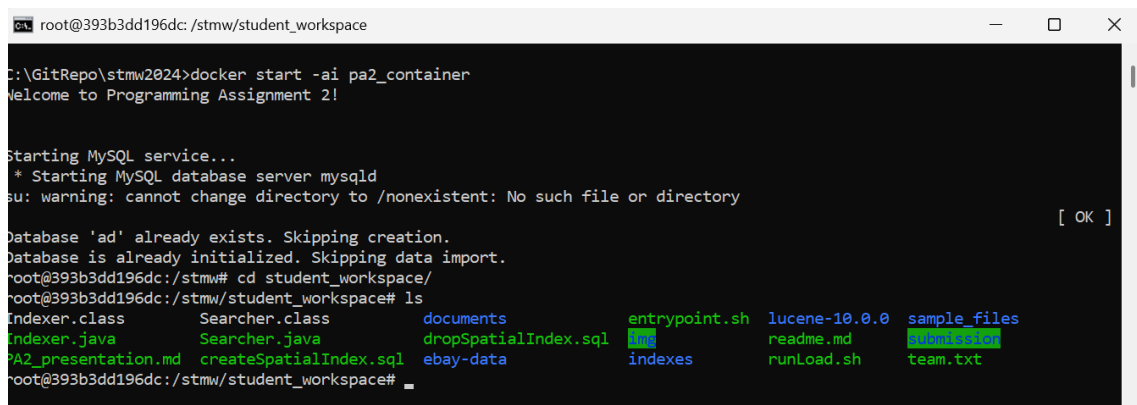 root@393b3dd196dc: /stmw/student_workspace
C:\GitRepo\stmw2024>docker start -ai pa2_container
Welcome to Programming Assignment 2!
Starting MySQL service...
* Starting MySQL database server mysqld
su: warning: cannot change directory to /nonexistent: No such file or directory
[ OK ]
Database 'ad' already exists. Skipping creation.
Database is already initialized. Skipping data import.
root@393b3dd196dc:/stmw# cd student_workspace/
root@393b3dd196dc:/stmw/student_workspace# ls
Indexer.class Searcher.class documents entrypoint.sh lucene-10.0.0 sample_files
Indexer.java Searcher.java dropSpatialIndex.sql img readme.md submission
PA2_presentation.md createSpatialIndex.sql ebay-data indexes runLoad.sh team.txt
root@393b3dd196dc:/stmw/student_workspace#